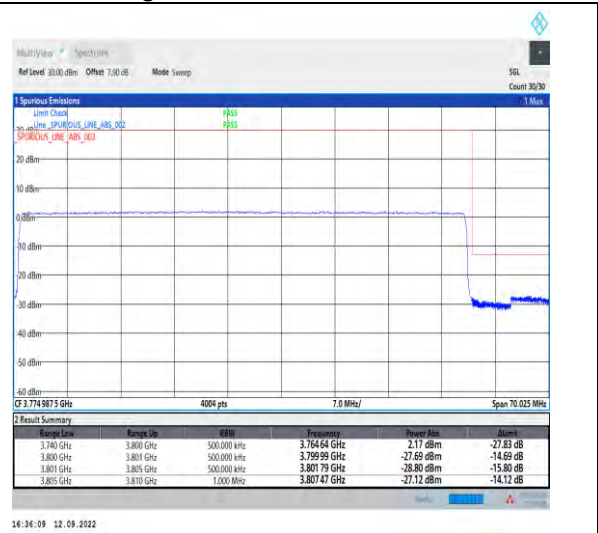 MultiView Spectrum
Ref Level 30.00 dBm Offset 7.90 dB Mode Sweep SGL
Count 30/30
1 Spurious Emissions 1 Max
Limit Check PASS
Line _SPURIOUS_LINE_ABS_002 PASS
_SPURIOUS_LINE_ABS_002
20 dBm
10 dBm
0 dBm
-10 dBm
-20 dBm
-30 dBm
-40 dBm
-50 dBm
-60 dBm
CF 3.774 987 5 GHz 4004 pts 7.0 MHz/ Span 70.025 MHz
2 Result Summary
Range Low Range Up RBW Frequency Power Abs ΔLimit
3.740 GHz 3.800 GHz 500.000 kHz 3.764 64 GHz 2.17 dBm -27.83 dB
3.800 GHz 3.801 GHz 500.000 kHz 3.799 99 GHz -27.69 dBm -14.69 dB
3.801 GHz 3.805 GHz 500.000 kHz 3.801 79 GHz -28.80 dBm -15.80 dB
3.805 GHz 3.810 GHz 1.000 MHz 3.807 47 GHz -27.12 dBm -14.12 dB
16:36:09 12.09.2022